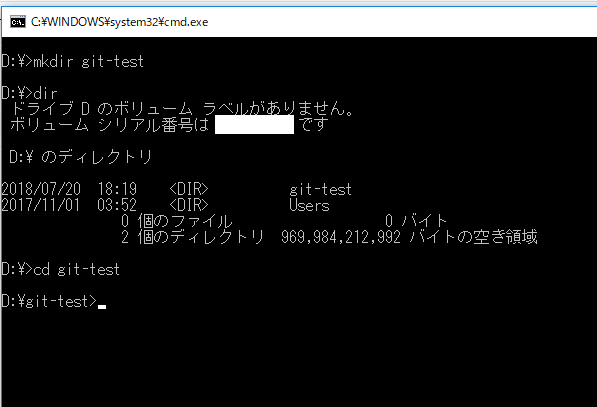 C:¥WINDOWS¥system32¥cmd.exe
D:¥>mkdir git-test
D:¥>dir
ドライブ D のボリューム ラベルがありません。
ボリューム シリアル番号は です
D:¥ のディレクトリ
2018/07/20 18:19 <DIR> git-test
2017/11/01 03:52 <DIR> Users
0 個のファイル 0 バイト
2 個のディレクトリ 969,984,212,992 バイトの空き領域
D:¥>cd git-test
D:¥git-test>